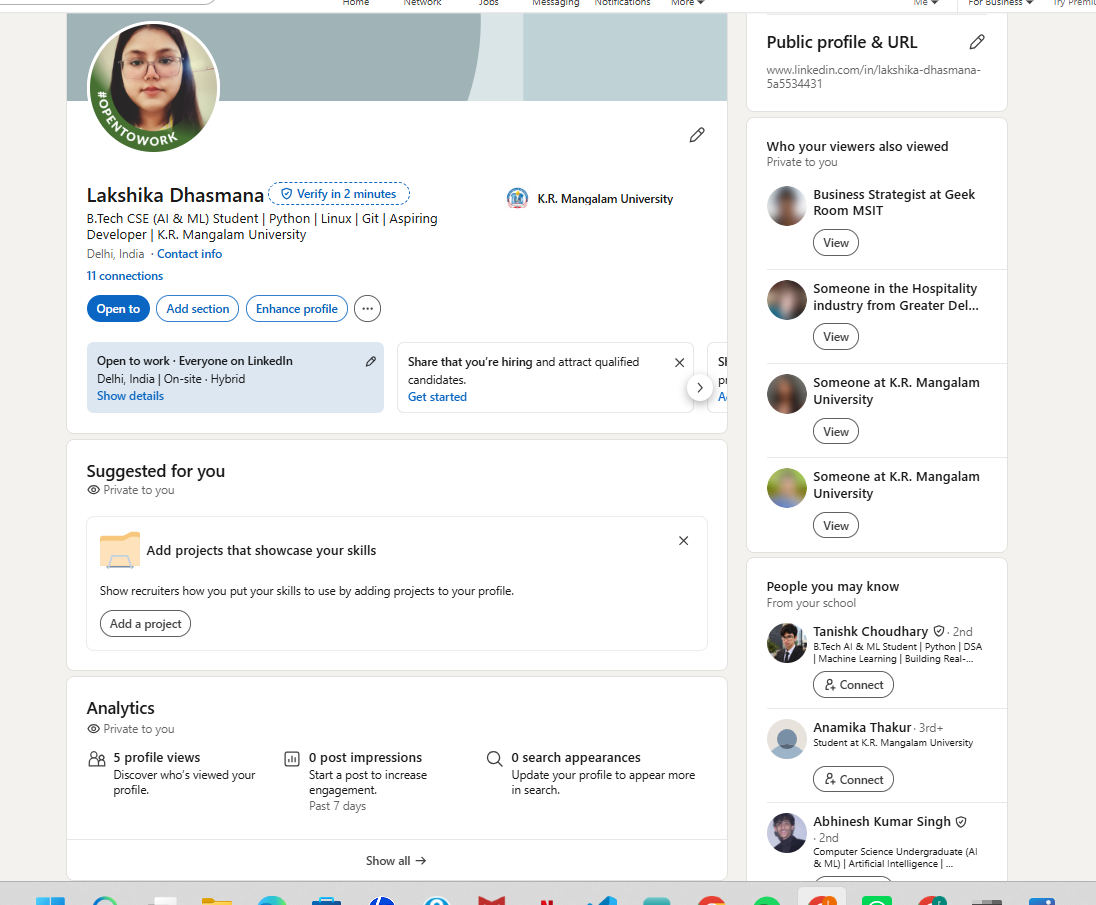 Home Network Jobs Messaging Notifications More Me For Business Try Premi
#OPENTOWORK
Lakshika Dhasmana
Verify in 2 minutes
K.R. Mangalam University
B.Tech CSE (AI & ML) Student | Python | Linux | Git | Aspiring
Developer | K.R. Mangalam University
Delhi, India · Contact info
11 connections
Open to
Add section
Enhance profile
Open to work · Everyone on LinkedIn
Delhi, India | On-site · Hybrid
Show details
Share that you're hiring and attract qualified
candidates.
Get started
Suggested for you
Private to you
Add projects that showcase your skills
Show recruiters how you put your skills to use by adding projects to your profile.
Add a project
Analytics
Private to you
5 profile views
Discover who's viewed your
profile.
0 post impressions
Start a post to increase
engagement.
Past 7 days
0 search appearances
Update your profile to appear more
in search.
Show all →
Public profile & URL
www.linkedin.com/in/lakshika-dhasmana-
5a5534431
Who your viewers also viewed
Private to you
Business Strategist at Geek
Room MSIT
View
Someone in the Hospitality
industry from Greater Del...
View
Someone at K.R. Mangalam
University
View
Someone at K.R. Mangalam
University
View
People you may know
From your school
Tanishk Choudhary · 2nd
B.Tech AI & ML Student | Python | DSA
| Machine Learning | Building Real-...
Connect
Anamika Thakur · 3rd+
Student at K.R. Mangalam University
Connect
Abhinesh Kumar Singh
· 2nd
Computer Science Undergraduate (AI
& ML) | Artificial Intelligence | ...